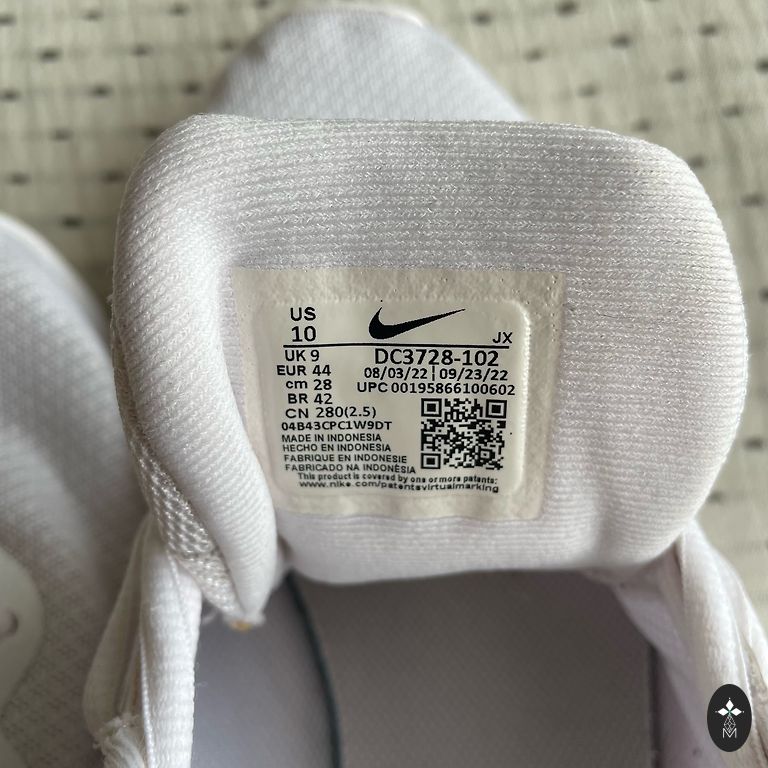 US
10
JX
UK 9
DC3728-102
EUR 44
08/03/22 | 09/23/22
cm 28
UPC 00195866100602
BR 42
CN 280(2.5)
04B43CPC1W9DT
MADE IN INDONESIA
HECHO EN INDONESIA
FABRIQUE EN INDONESIE
FABRICADO NA INDONÉSIA
This product is covered by one or more patents:
www.nike.com/patentsvirtualmarking
M